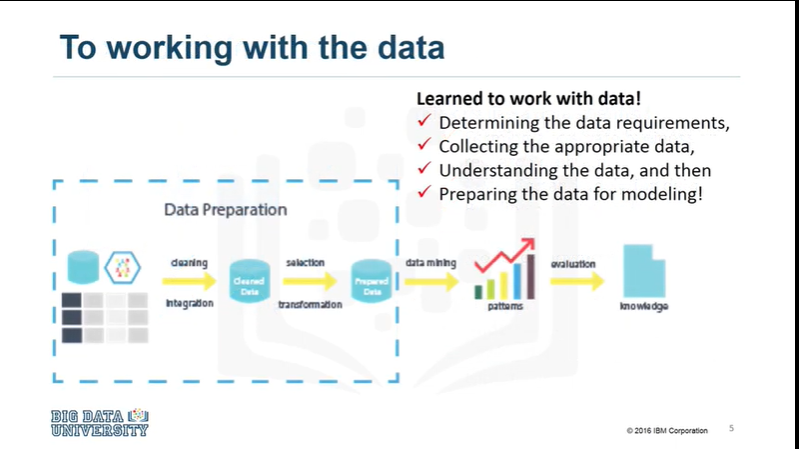 To working with the data
Learned to work with data!
Determining the data requirements,
Collecting the appropriate data,
Understanding the data, and then
Preparing the data for modeling!
Data Preparation
cleaning
integration
Cleaned
Data
selection
transformation
Prepared
Data
data mining
patterns
evaluation
knowledge
BIG DATA
UNIVERSITY
© 2016 IBM Corporation
5